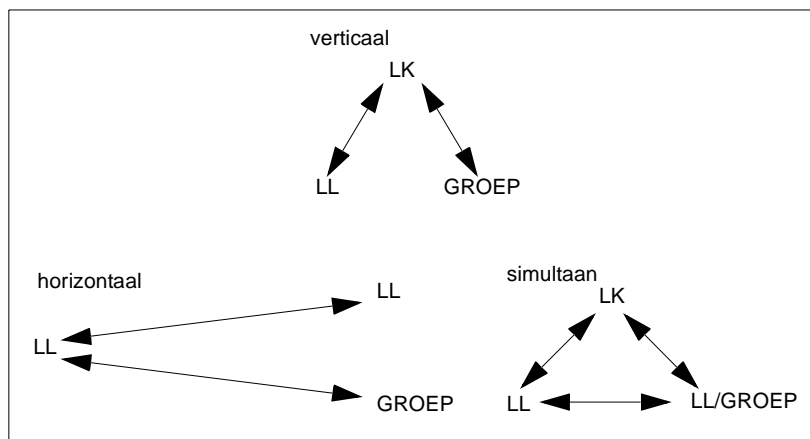 verticaal
LK
LL GROEP
horizontaal
LL
LL
GROEP
simultaan
LK
LL LL/GROEP